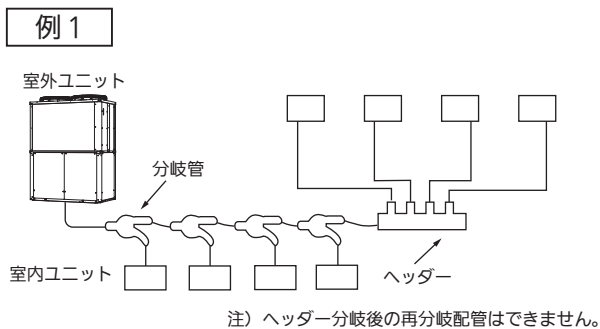 例1
室外ユニット
分岐管
室内ユニット
ヘッダー
注）ヘッダー分岐後の再分岐配管はできません。